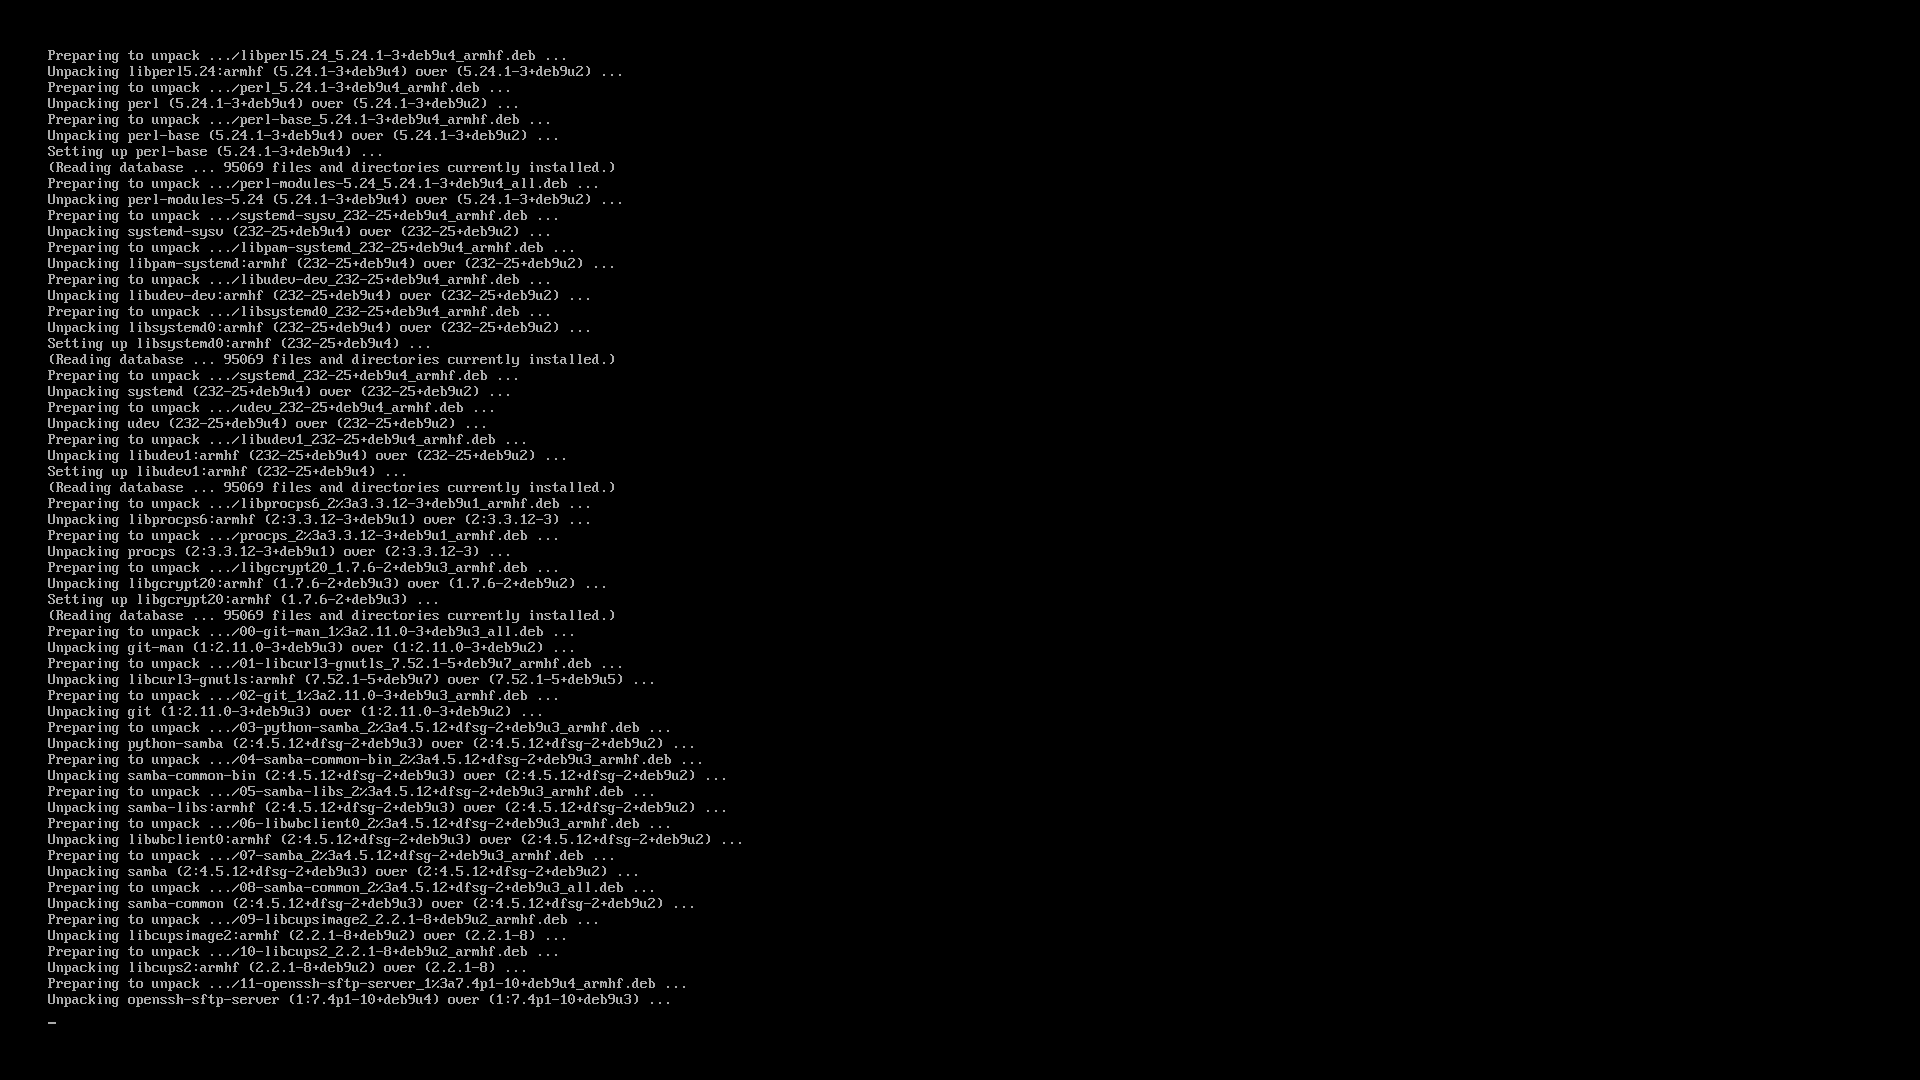 Preparing to unpack .../libperl5.24_5.24.1-3+deb9u4_armhf.deb ...
Unpacking libperl5.24:armhf (5.24.1-3+deb9u4) over (5.24.1-3+deb9u2) ...
Preparing to unpack .../perl_5.24.1-3+deb9u4_armhf.deb ...
Unpacking perl (5.24.1-3+deb9u4) over (5.24.1-3+deb9u2) ...
Preparing to unpack .../perl-base_5.24.1-3+deb9u4_armhf.deb ...
Unpacking perl-base (5.24.1-3+deb9u4) over (5.24.1-3+deb9u2) ...
Setting up perl-base (5.24.1-3+deb9u4) ...
(Reading database ... 95069 files and directories currently installed.)
Preparing to unpack .../perl-modules-5.24_5.24.1-3+deb9u4_all.deb ...
Unpacking perl-modules-5.24 (5.24.1-3+deb9u4) over (5.24.1-3+deb9u2) ...
Preparing to unpack .../systemd-sysv_232-25+deb9u4_armhf.deb ...
Unpacking systemd-sysv (232-25+deb9u4) over (232-25+deb9u2) ...
Preparing to unpack .../libpam-systemd_232-25+deb9u4_armhf.deb ...
Unpacking libpam-systemd:armhf (232-25+deb9u4) over (232-25+deb9u2) ...
Preparing to unpack .../libudev-dev_232-25+deb9u4_armhf.deb ...
Unpacking libudev-dev:armhf (232-25+deb9u4) over (232-25+deb9u2) ...
Preparing to unpack .../libsystemd0_232-25+deb9u4_armhf.deb ...
Unpacking libsystemd0:armhf (232-25+deb9u4) over (232-25+deb9u2) ...
Setting up libsystemd0:armhf (232-25+deb9u4) ...
(Reading database ... 95069 files and directories currently installed.)
Preparing to unpack .../systemd_232-25+deb9u4_armhf.deb ...
Unpacking systemd (232-25+deb9u4) over (232-25+deb9u2) ...
Preparing to unpack .../udev_232-25+deb9u4_armhf.deb ...
Unpacking udev (232-25+deb9u4) over (232-25+deb9u2) ...
Preparing to unpack .../libudev1_232-25+deb9u4_armhf.deb ...
Unpacking libudev1:armhf (232-25+deb9u4) over (232-25+deb9u2) ...
Setting up libudev1:armhf (232-25+deb9u4) ...
(Reading database ... 95069 files and directories currently installed.)
Preparing to unpack .../libprocps6_2%3a3.3.12-3+deb9u1_armhf.deb ...
Unpacking libprocps6:armhf (2:3.3.12-3+deb9u1) over (2:3.3.12-3) ...
Preparing to unpack .../procps_2%3a3.3.12-3+deb9u1_armhf.deb ...
Unpacking procps (2:3.3.12-3+deb9u1) over (2:3.3.12-3) ...
Preparing to unpack .../libgcrypt20_1.7.6-2+deb9u3_armhf.deb ...
Unpacking libgcrypt20:armhf (1.7.6-2+deb9u3) over (1.7.6-2+deb9u2) ...
Setting up libgcrypt20:armhf (1.7.6-2+deb9u3) ...
(Reading database ... 95069 files and directories currently installed.)
Preparing to unpack .../00-git-man_1%3a2.11.0-3+deb9u3_all.deb ...
Unpacking git-man (1:2.11.0-3+deb9u3) over (1:2.11.0-3+deb9u2) ...
Preparing to unpack .../01-libcurl3-gnutls_7.52.1-5+deb9u7_armhf.deb ...
Unpacking libcurl3-gnutls:armhf (7.52.1-5+deb9u7) over (7.52.1-5+deb9u5) ...
Preparing to unpack .../02-git_1%3a2.11.0-3+deb9u3_armhf.deb ...
Unpacking git (1:2.11.0-3+deb9u3) over (1:2.11.0-3+deb9u2) ...
Preparing to unpack .../03-python-samba_2%3a4.5.12+dfsg-2+deb9u3_armhf.deb ...
Unpacking python-samba (2:4.5.12+dfsg-2+deb9u3) over (2:4.5.12+dfsg-2+deb9u2) ...
Preparing to unpack .../04-samba-common-bin_2%3a4.5.12+dfsg-2+deb9u3_armhf.deb ...
Unpacking samba-common-bin (2:4.5.12+dfsg-2+deb9u3) over (2:4.5.12+dfsg-2+deb9u2) ...
Preparing to unpack .../05-samba-libs_2%3a4.5.12+dfsg-2+deb9u3_armhf.deb ...
Unpacking samba-libs:armhf (2:4.5.12+dfsg-2+deb9u3) over (2:4.5.12+dfsg-2+deb9u2) ...
Preparing to unpack .../06-libwbclient0_2%3a4.5.12+dfsg-2+deb9u3_armhf.deb ...
Unpacking libwbclient0:armhf (2:4.5.12+dfsg-2+deb9u3) over (2:4.5.12+dfsg-2+deb9u2) ...
Preparing to unpack .../07-samba_2%3a4.5.12+dfsg-2+deb9u3_armhf.deb ...
Unpacking samba (2:4.5.12+dfsg-2+deb9u3) over (2:4.5.12+dfsg-2+deb9u2) ...
Preparing to unpack .../08-samba-common_2%3a4.5.12+dfsg-2+deb9u3_all.deb ...
Unpacking samba-common (2:4.5.12+dfsg-2+deb9u3) over (2:4.5.12+dfsg-2+deb9u2) ...
Preparing to unpack .../09-libcupsimage2_2.2.1-8+deb9u2_armhf.deb ...
Unpacking libcupsimage2:armhf (2.2.1-8+deb9u2) over (2.2.1-8) ...
Preparing to unpack .../10-libcups2_2.2.1-8+deb9u2_armhf.deb ...
Unpacking libcups2:armhf (2.2.1-8+deb9u2) over (2.2.1-8) ...
Preparing to unpack .../11-openssh-sftp-server_1%3a7.4p1-10+deb9u4_armhf.deb ...
Unpacking openssh-sftp-server (1:7.4p1-10+deb9u4) over (1:7.4p1-10+deb9u3) ...
_